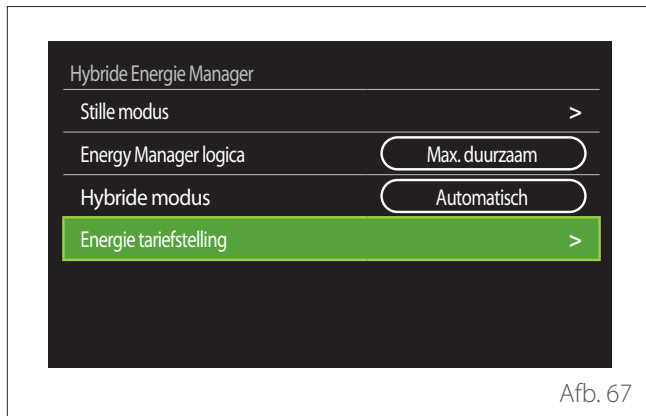 Hybride Energie Manager
Stille modus >
Energy Manager logica Max. duurzaam
Hybride modus Automatisch
Energie tariefstelling >
Afb. 67